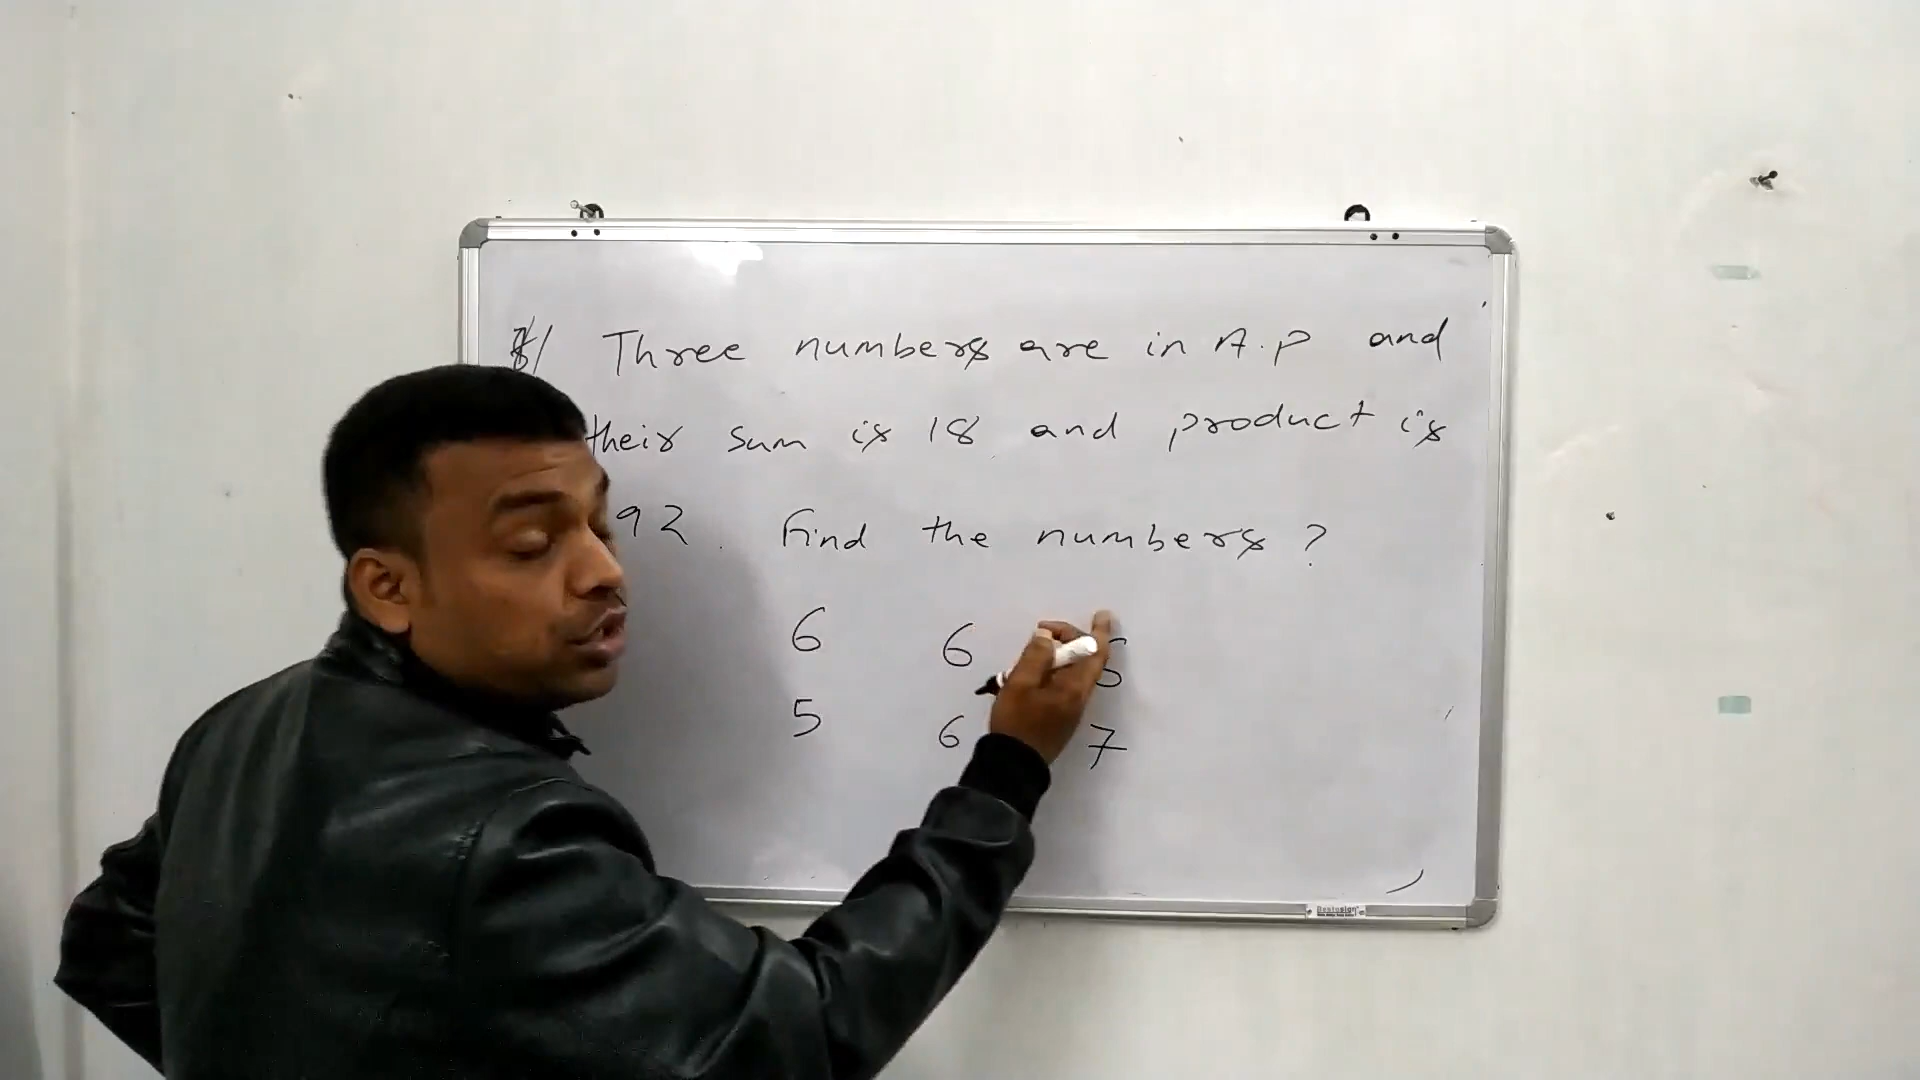 Three numbers are in A.P and
their sum is 18 and product is
92. Find the numbers?
6 6
5 6 7